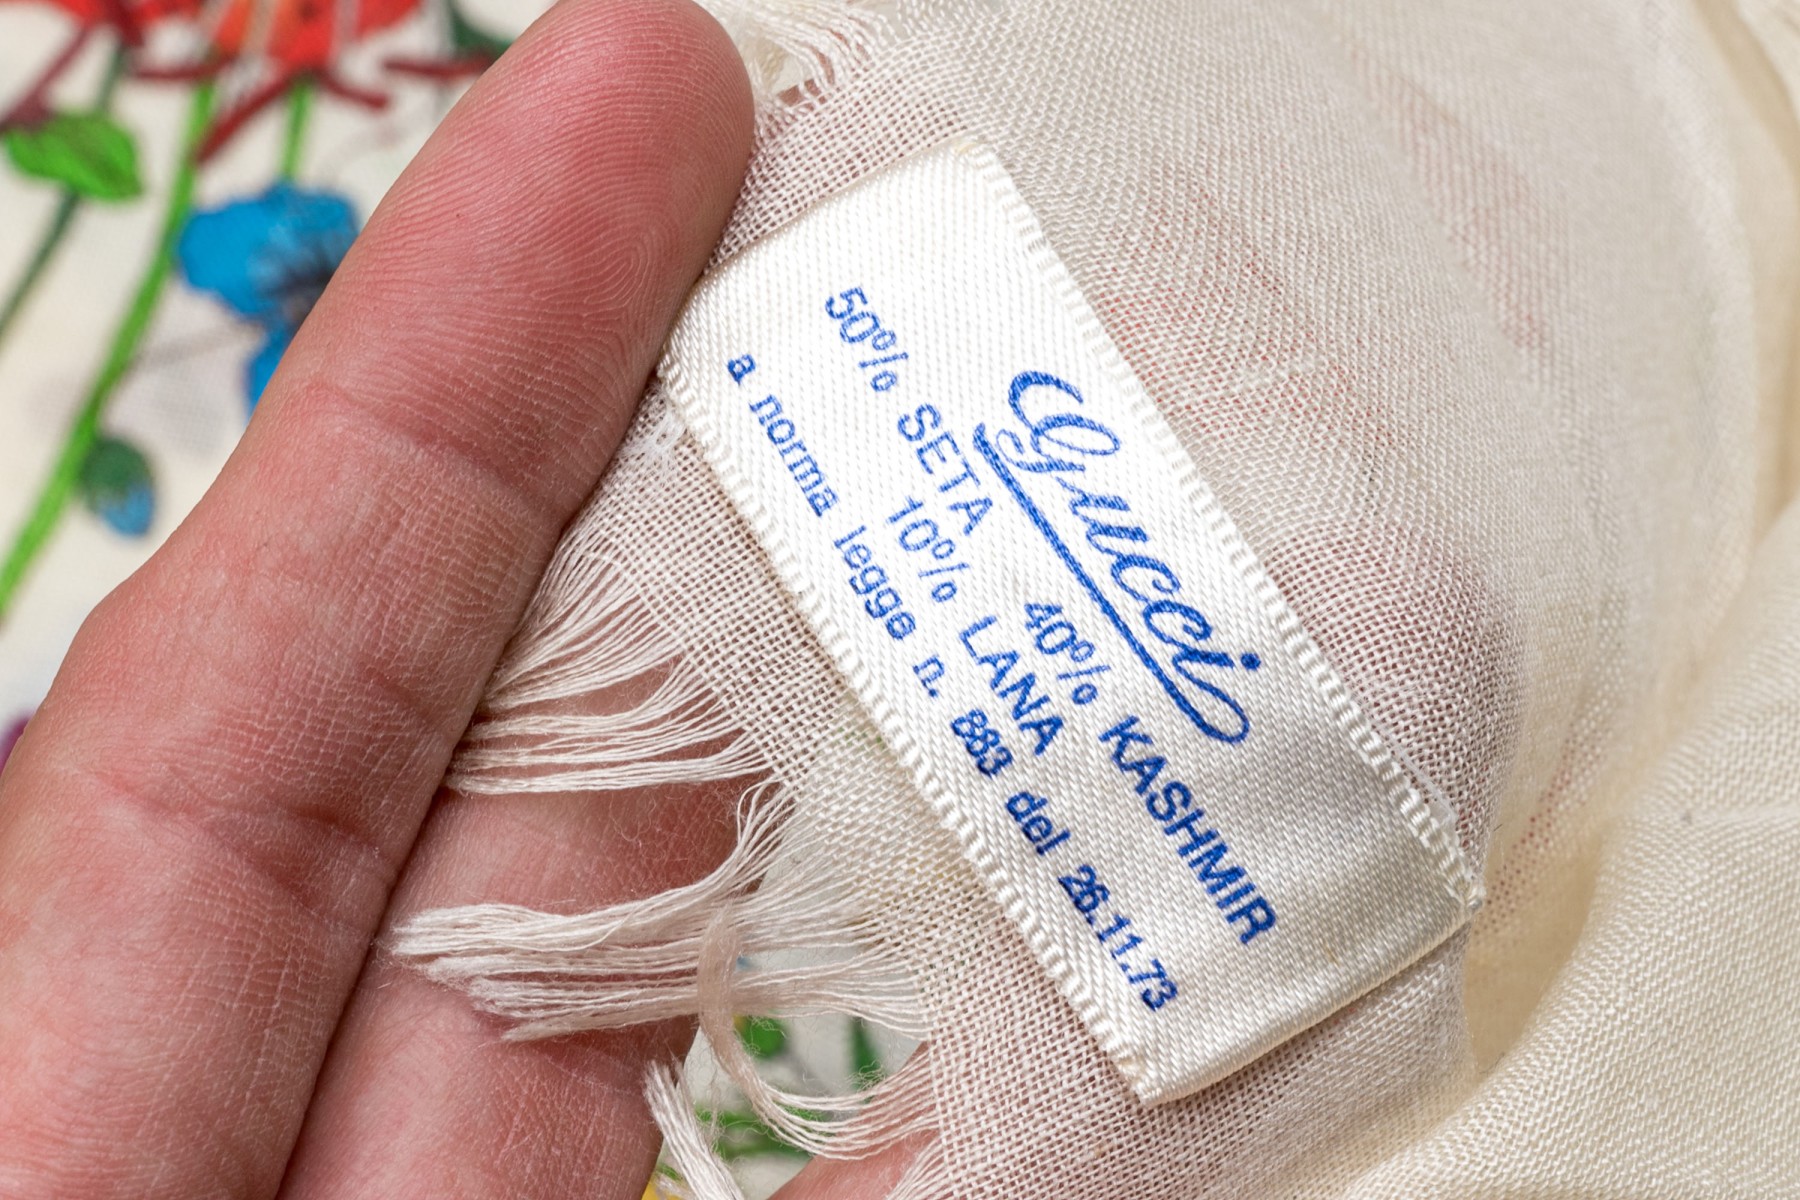 Gucci
50% SETA 40% KASHMIR
10% LANA
a norma legge n. 883 del 26.11.73